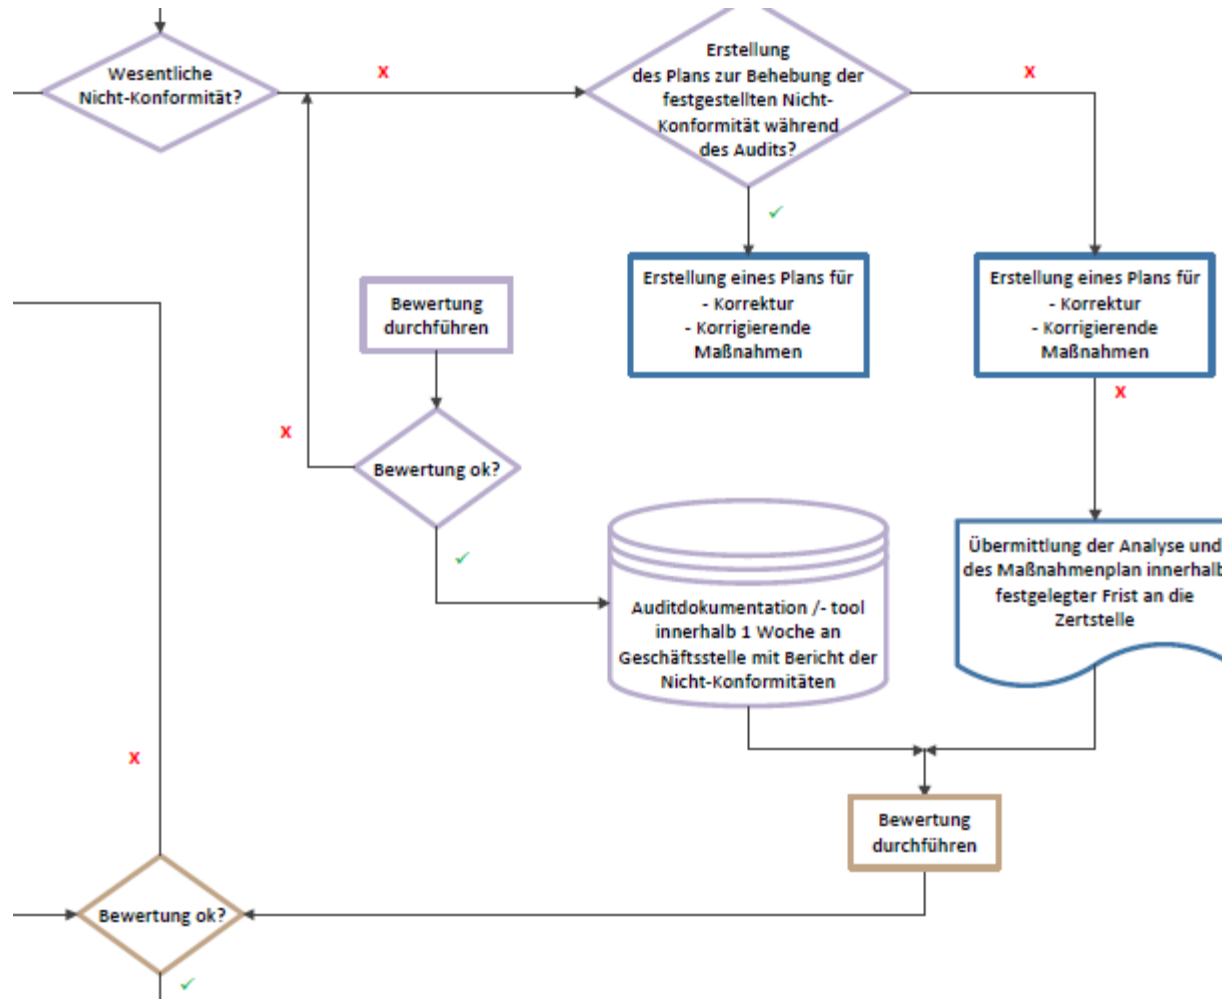 Wesentliche
Nicht-Konformität?
X
Erstellung
des Plans zur Behebung der
festgestellten Nicht-
Konformität während
des Audits?
X
✓
Erstellung eines Plans für
- Korrektur
- Korrigierende
Maßnahmen
Erstellung eines Plans für
- Korrektur
- Korrigierende
Maßnahmen
X
Bewertung
durchführen
X
Bewertung ok?
✓
Auditdokumentation /- tool
innerhalb 1 Woche an
Geschäftsstelle mit Bericht der
Nicht-Konformitäten
Übermittlung der Analyse und
des Maßnahmenplan innerhalb
festgelegter Frist an die
Zertstelle
X
Bewertung
durchführen
Bewertung ok?
✓